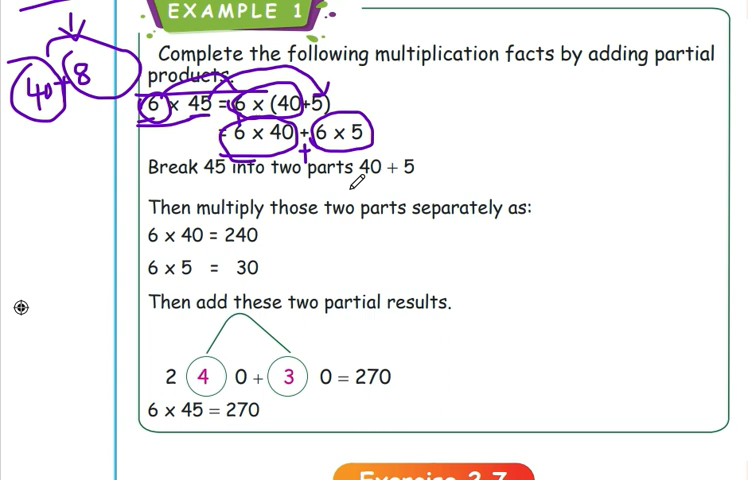 EXAMPLE 1
40+8
Complete the following multiplication facts by adding partial
products.
6 x 45 = 6 x (40+5)
= 6 x 40 + 6 x 5
+
Break 45 into two parts 40 + 5
Then multiply those two parts separately as:
6 x 40 = 240
6 x 5 = 30
Then add these two partial results.
2 4 0 + 3 0 = 270
6 x 45 = 270
Exercise 2.7